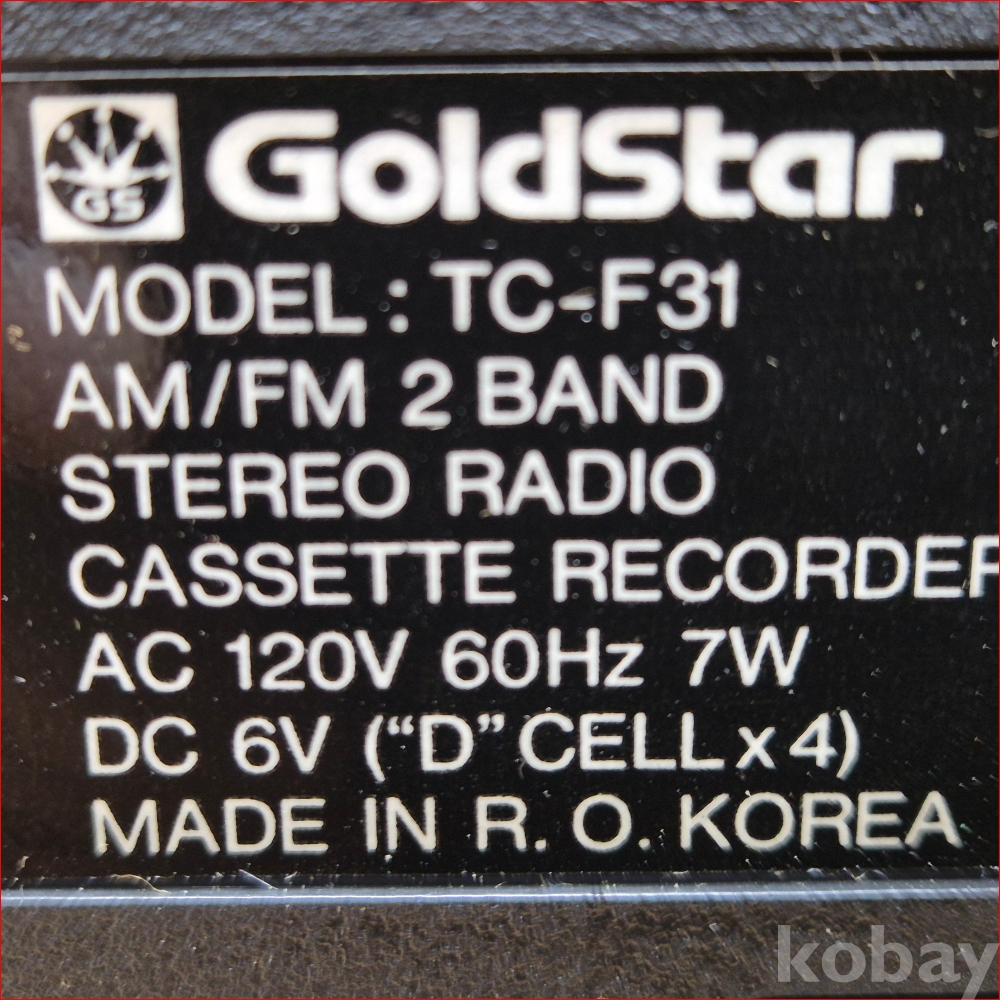 GS GoldStar
MODEL : TC-F31
AM/FM 2 BAND
STEREO RADIO
CASSETTE RECORDER
AC 120V 60Hz 7W
DC 6V (“D” CELL x 4)
MADE IN R. O. KOREA
kobay